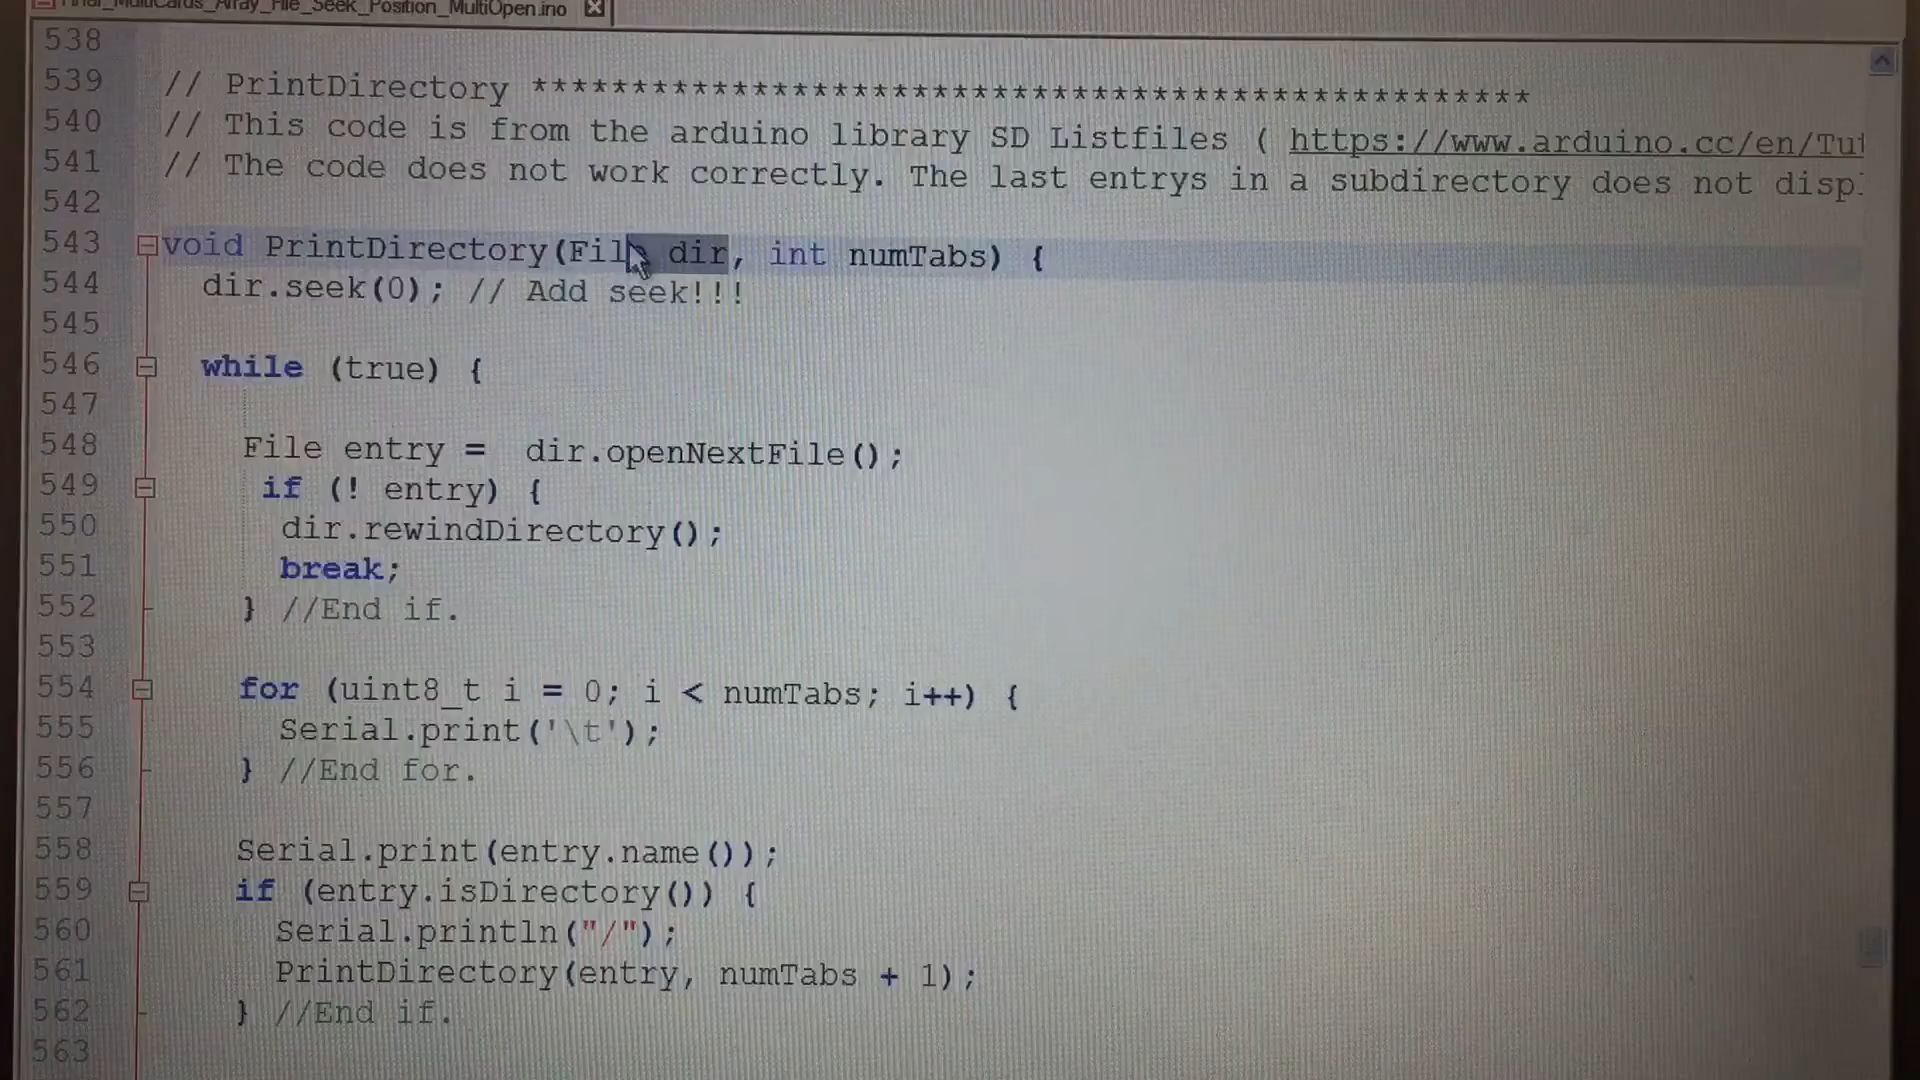 Final_MultiCards_Array_File_Seek_Position_MultiOpen.ino
538
539 // PrintDirectory **************************************************
540 // This code is from the arduino library SD Listfiles ( https://www.arduino.cc/en/Tut
541 // The code does not work correctly. The last entrys in a subdirectory does not disp
542
543 void PrintDirectory(File dir, int numTabs) {
544 dir.seek(0); // Add seek!!!
545
546 while (true) {
547
548 File entry = dir.openNextFile();
549 if (! entry) {
550 dir.rewindDirectory();
551 break;
552 } //End if.
553
554 for (uint8_t i = 0; i < numTabs; i++) {
555 Serial.print('\t');
556 } //End for.
557
558 Serial.print(entry.name());
559 if (entry.isDirectory()) {
560 Serial.println("/");
561 PrintDirectory(entry, numTabs + 1);
562 } //End if.
563